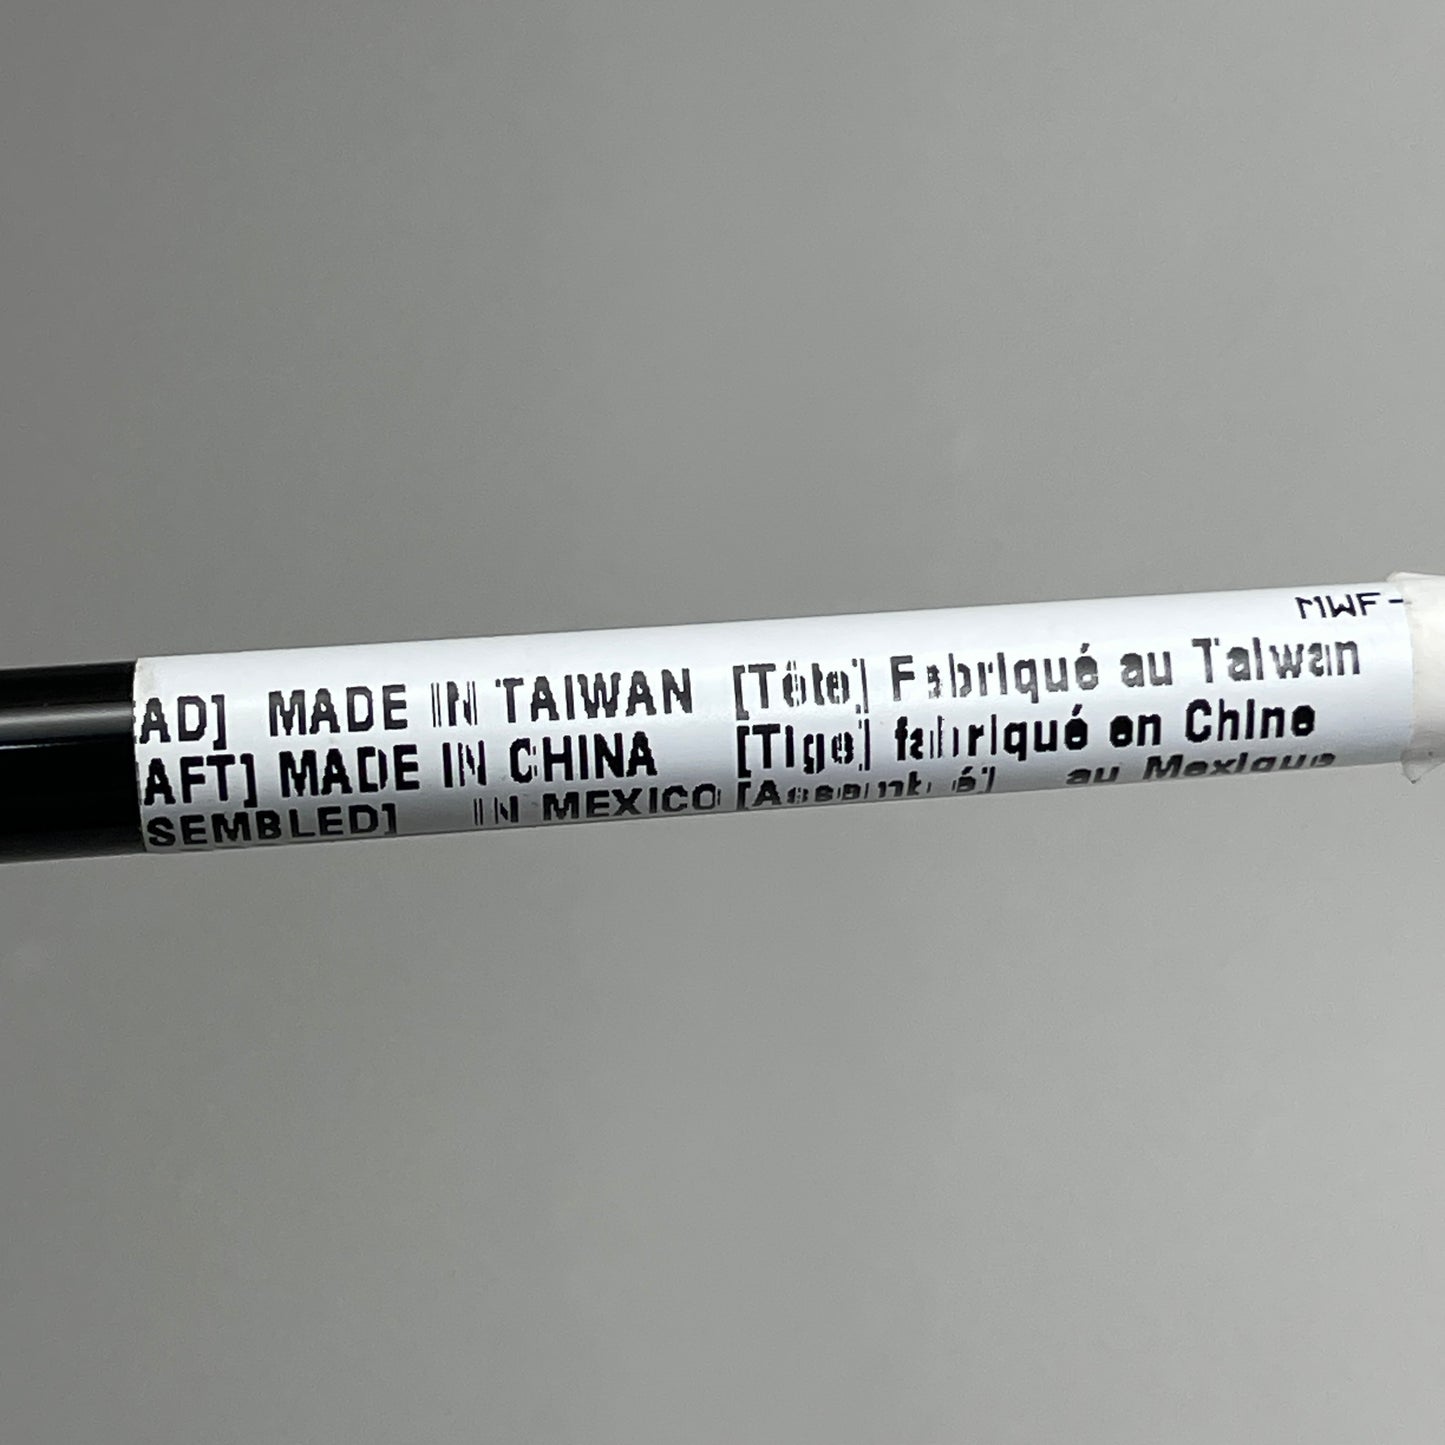 MWF-
AD] MADE IN TAIWAN [Tête] Fabriqué au Taiwan
AFT] MADE IN CHINA [Tige] fabriqué en Chine
SEMBLED] IN MEXICO [Assemblé] au Mexique